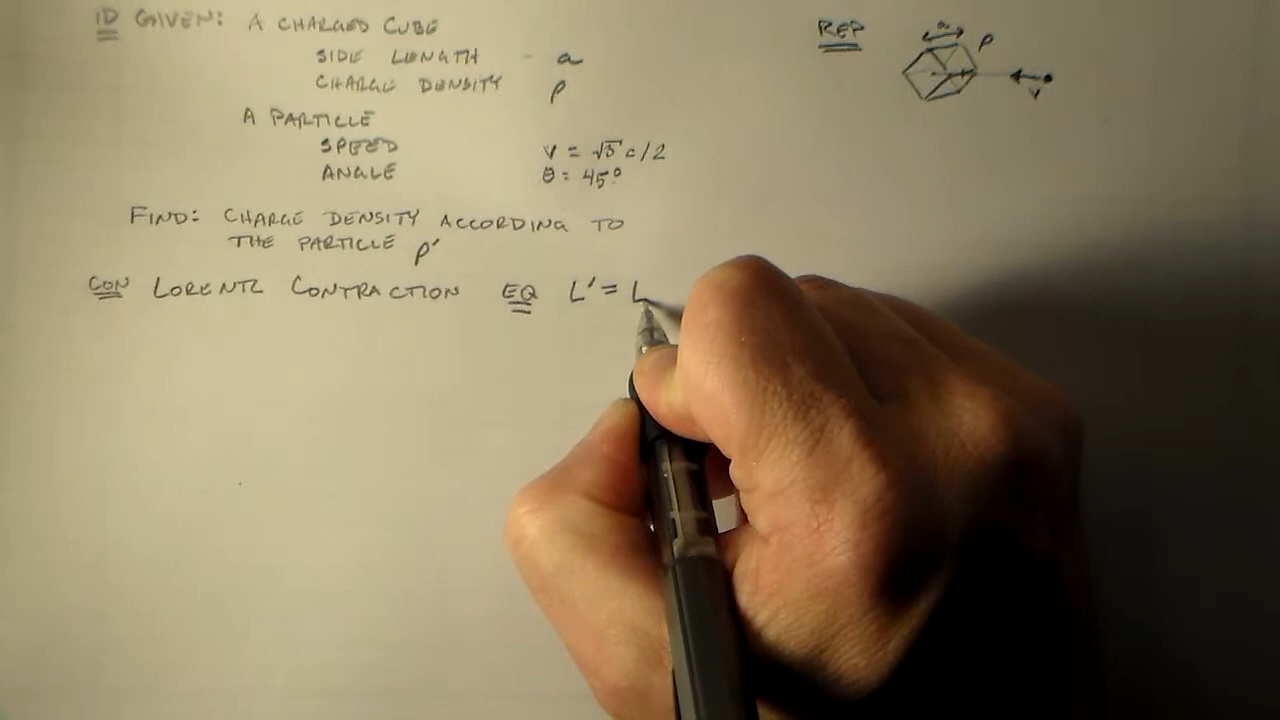 ID GIVEN: A CHARGED CUBE
SIDE LENGTH - a
CHARGE DENSITY ρ
A PARTICLE
SPEED v = √3 c/2
ANGLE θ = 45°
FIND: CHARGE DENSITY ACCORDING TO
THE PARTICLE ρ'
CON LORENTZ CONTRACTION EQ L' = L
REP
a
ρ
v